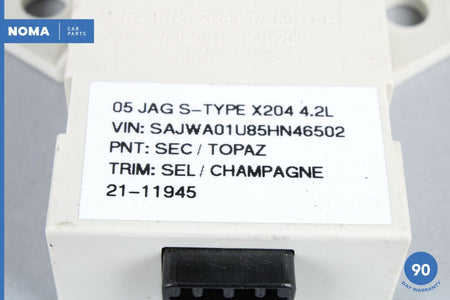 NOMA CAR PARTS
05 JAG S-TYPE X204 4.2L
VIN: SAJWA01U85HN46502
PNT: SEC / TOPAZ
TRIM: SEL / CHAMPAGNE
21-11945
90
DAY WARRANTY